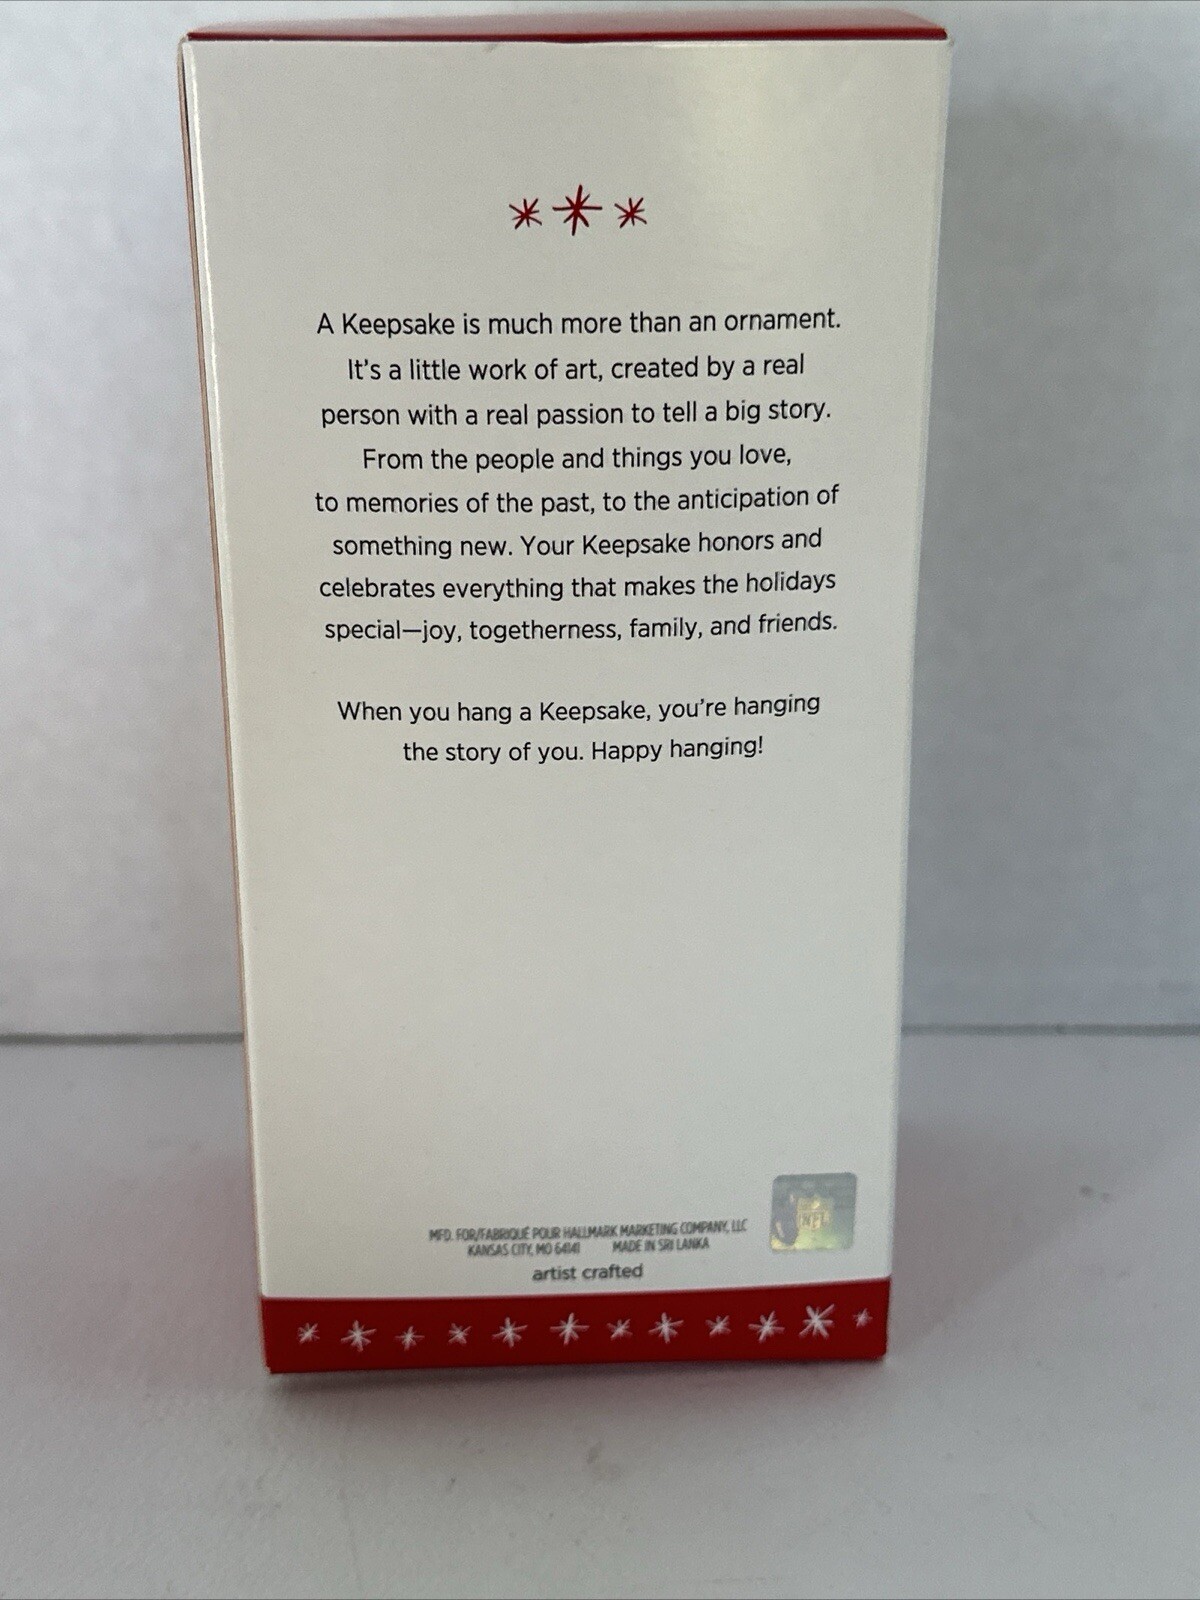 A Keepsake is much more than an ornament.
It's a little work of art, created by a real
person with a real passion to tell a big story.
From the people and things you love,
to memories of the past, to the anticipation of
something new. Your Keepsake honors and
celebrates everything that makes the holidays
special—joy, togetherness, family, and friends.
When you hang a Keepsake, you're hanging
the story of you. Happy hanging!
MFD. FOR/FABRIQUÉ POUR HALLMARK MARKETING COMPANY, LLC
KANSAS CITY, MO 64141 MADE IN SRI LANKA
artist crafted
NFL